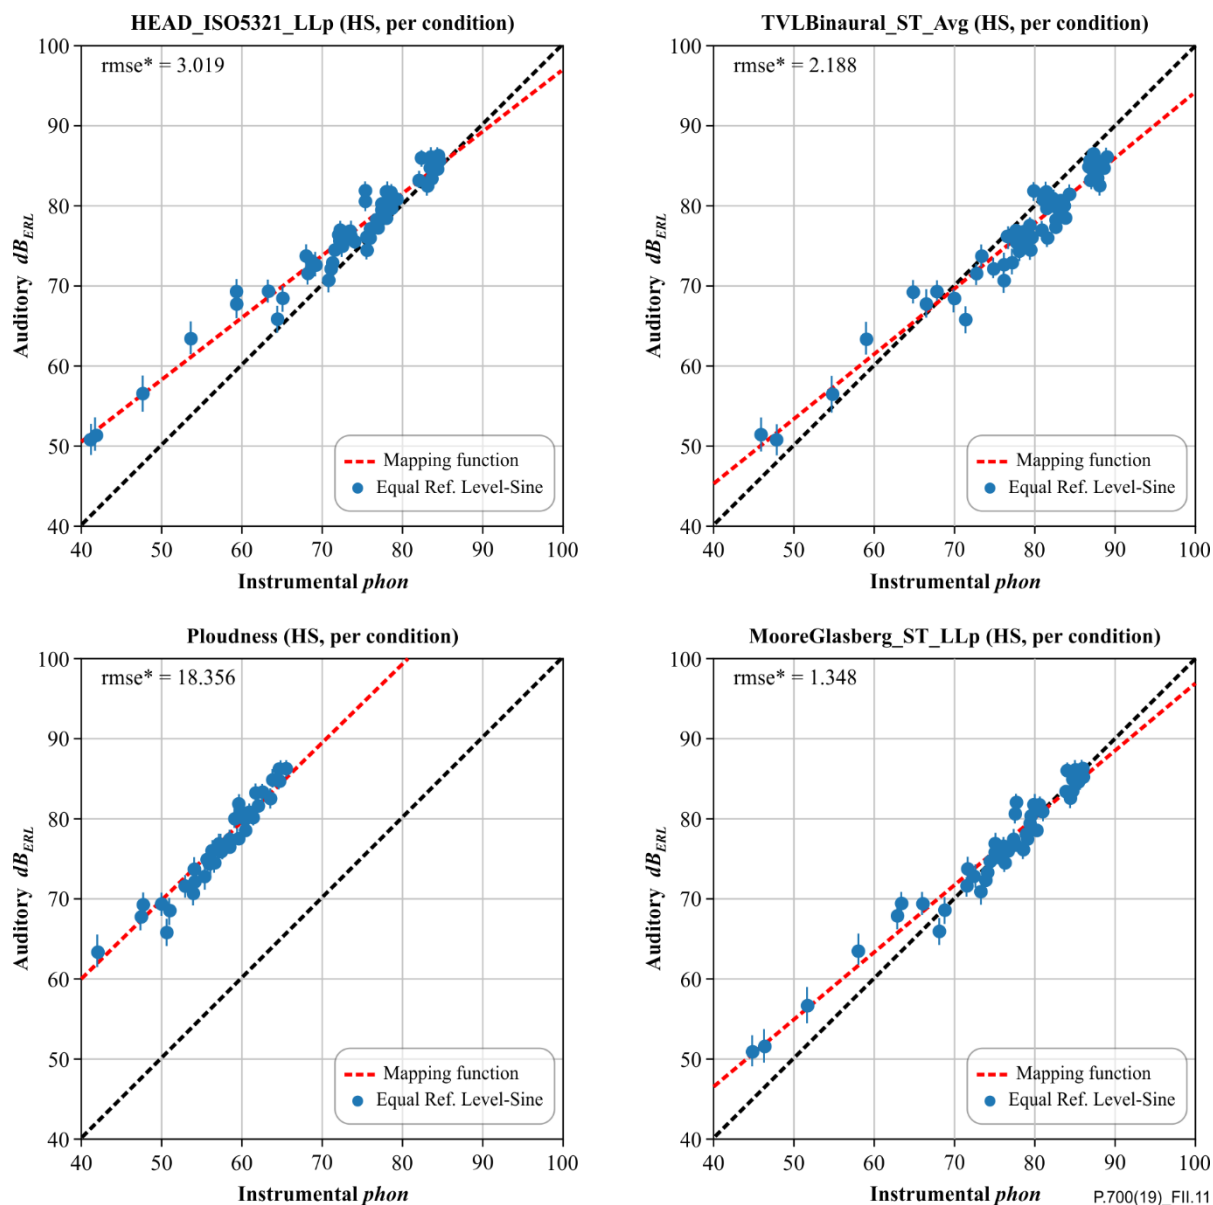 HEAD_ISO5321_LLp (HS, per condition)
rmse* = 3.019
100
90
80
70
60
50
40
Auditory dB_ERL
Mapping function
Equal Ref. Level-Sine
40 50 60 70 80 90 100
Instrumental phon
TVLBinaural_ST_Avg (HS, per condition)
rmse* = 2.188
100
90
80
70
60
50
40
Auditory dB_ERL
Mapping function
Equal Ref. Level-Sine
40 50 60 70 80 90 100
Instrumental phon
Ploudness (HS, per condition)
rmse* = 18.356
100
90
80
70
60
50
40
Auditory dB_ERL
Mapping function
Equal Ref. Level-Sine
40 50 60 70 80 90 100
Instrumental phon
MooreGlasberg_ST_LLp (HS, per condition)
rmse* = 1.348
100
90
80
70
60
50
40
Auditory dB_ERL
Mapping function
Equal Ref. Level-Sine
40 50 60 70 80 90 100
Instrumental phon
P.700(19)_FII.11